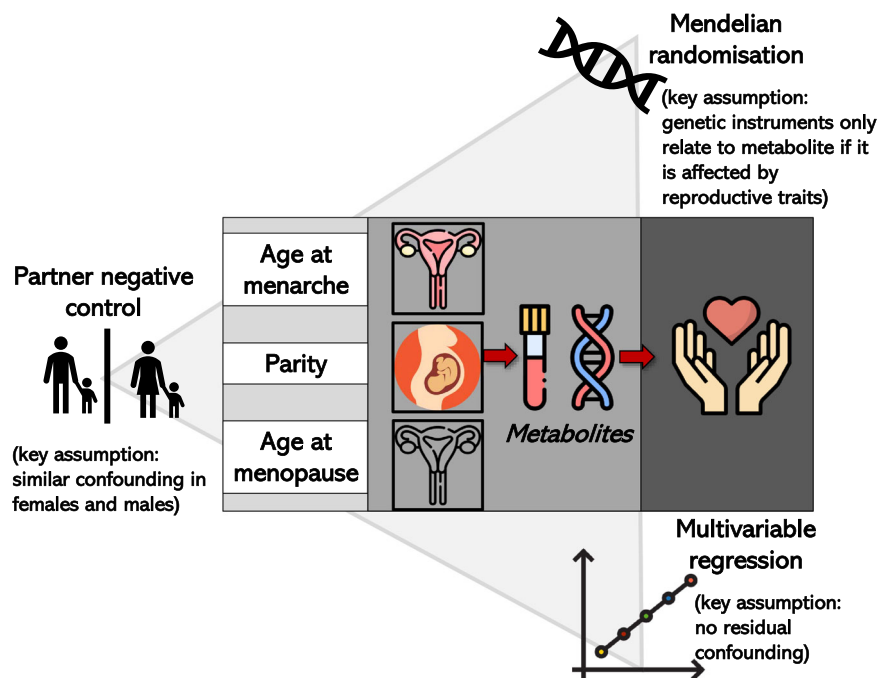 Mendelian
randomisation
(key assumption:
genetic instruments only
relate to metabolite if it
is affected by
reproductive traits)
Partner negative
control
(key assumption:
similar confounding in
females and males)
Age at
menarche
Parity
Age at
menopause
Metabolites
Multivariable
regression
(key assumption:
no residual
confounding)